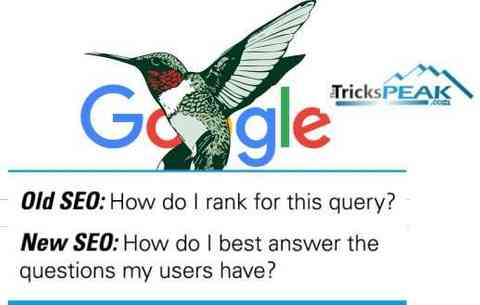 Google
The TricksPEAK
.com
Old SEO: How do I rank for this query?
New SEO: How do I best answer the
questions my users have?